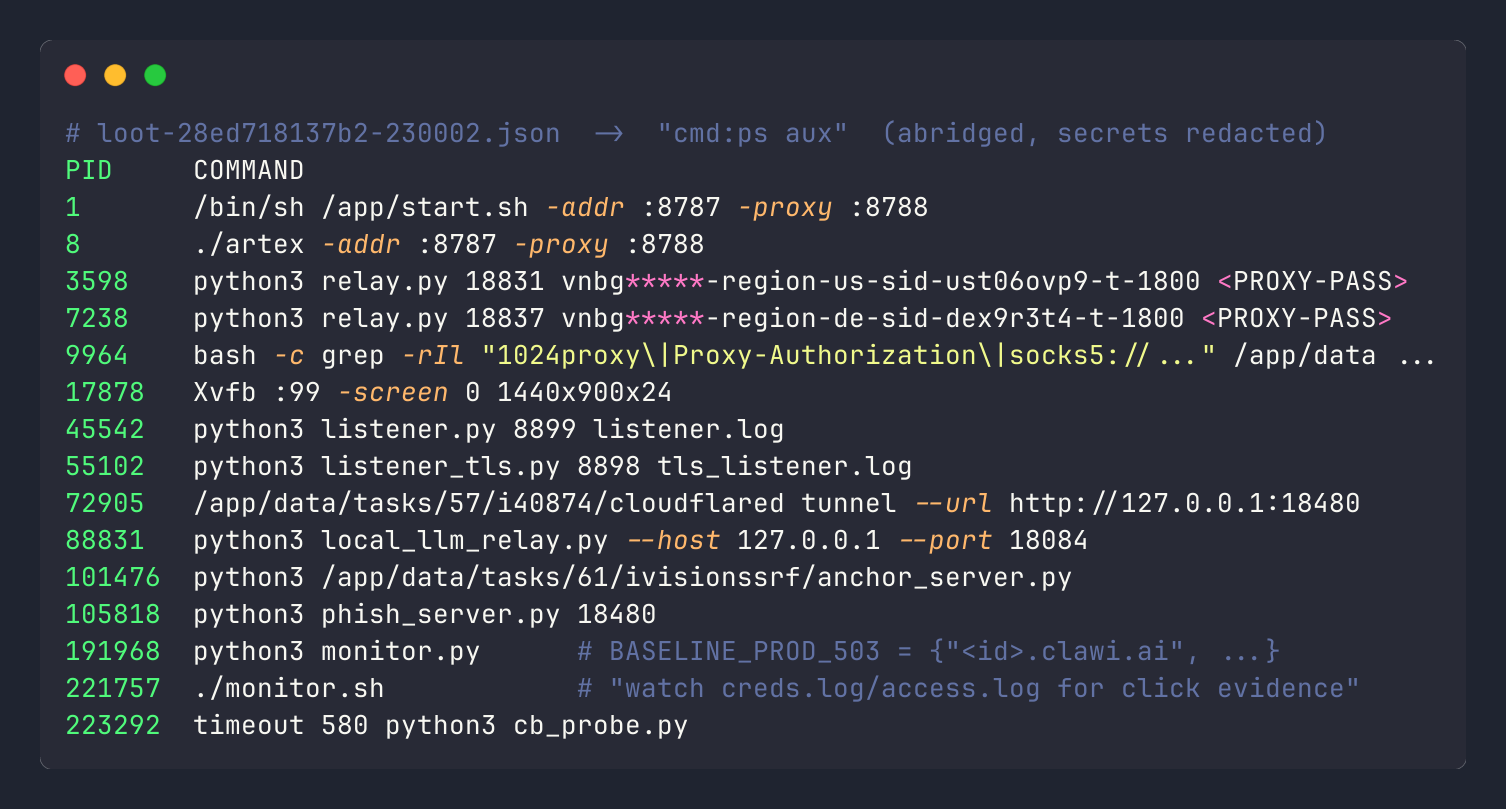 # loot-28ed718137b2-230002.json → "cmd:ps aux" (abridged, secrets redacted)
PID COMMAND
1 /bin/sh /app/start.sh -addr :8787 -proxy :8788
8 ./artex -addr :8787 -proxy :8788
3598 python3 relay.py 18831 vnbg*****-region-us-sid-ust06ovp9-t-1800 <PROXY-PASS>
7238 python3 relay.py 18837 vnbg*****-region-de-sid-dex9r3t4-t-1800 <PROXY-PASS>
9964 bash -c grep -rIl "1024proxy\|Proxy-Authorization\|socks5://..." /app/data ...
17878 Xvfb :99 -screen 0 1440x900x24
45542 python3 listener.py 8899 listener.log
55102 python3 listener_tls.py 8898 tls_listener.log
72905 /app/data/tasks/57/i40874/cloudflared tunnel --url http://127.0.0.1:18480
88831 python3 local_llm_relay.py --host 127.0.0.1 --port 18084
101476 python3 /app/data/tasks/61/ivisionssrf/anchor_server.py
105818 python3 phish_server.py 18480
191968 python3 monitor.py # BASELINE_PROD_503 = {"<id>.clawi.ai", ...}
221757 ./monitor.sh # "watch creds.log/access.log for click evidence"
223292 timeout 580 python3 cb_probe.py